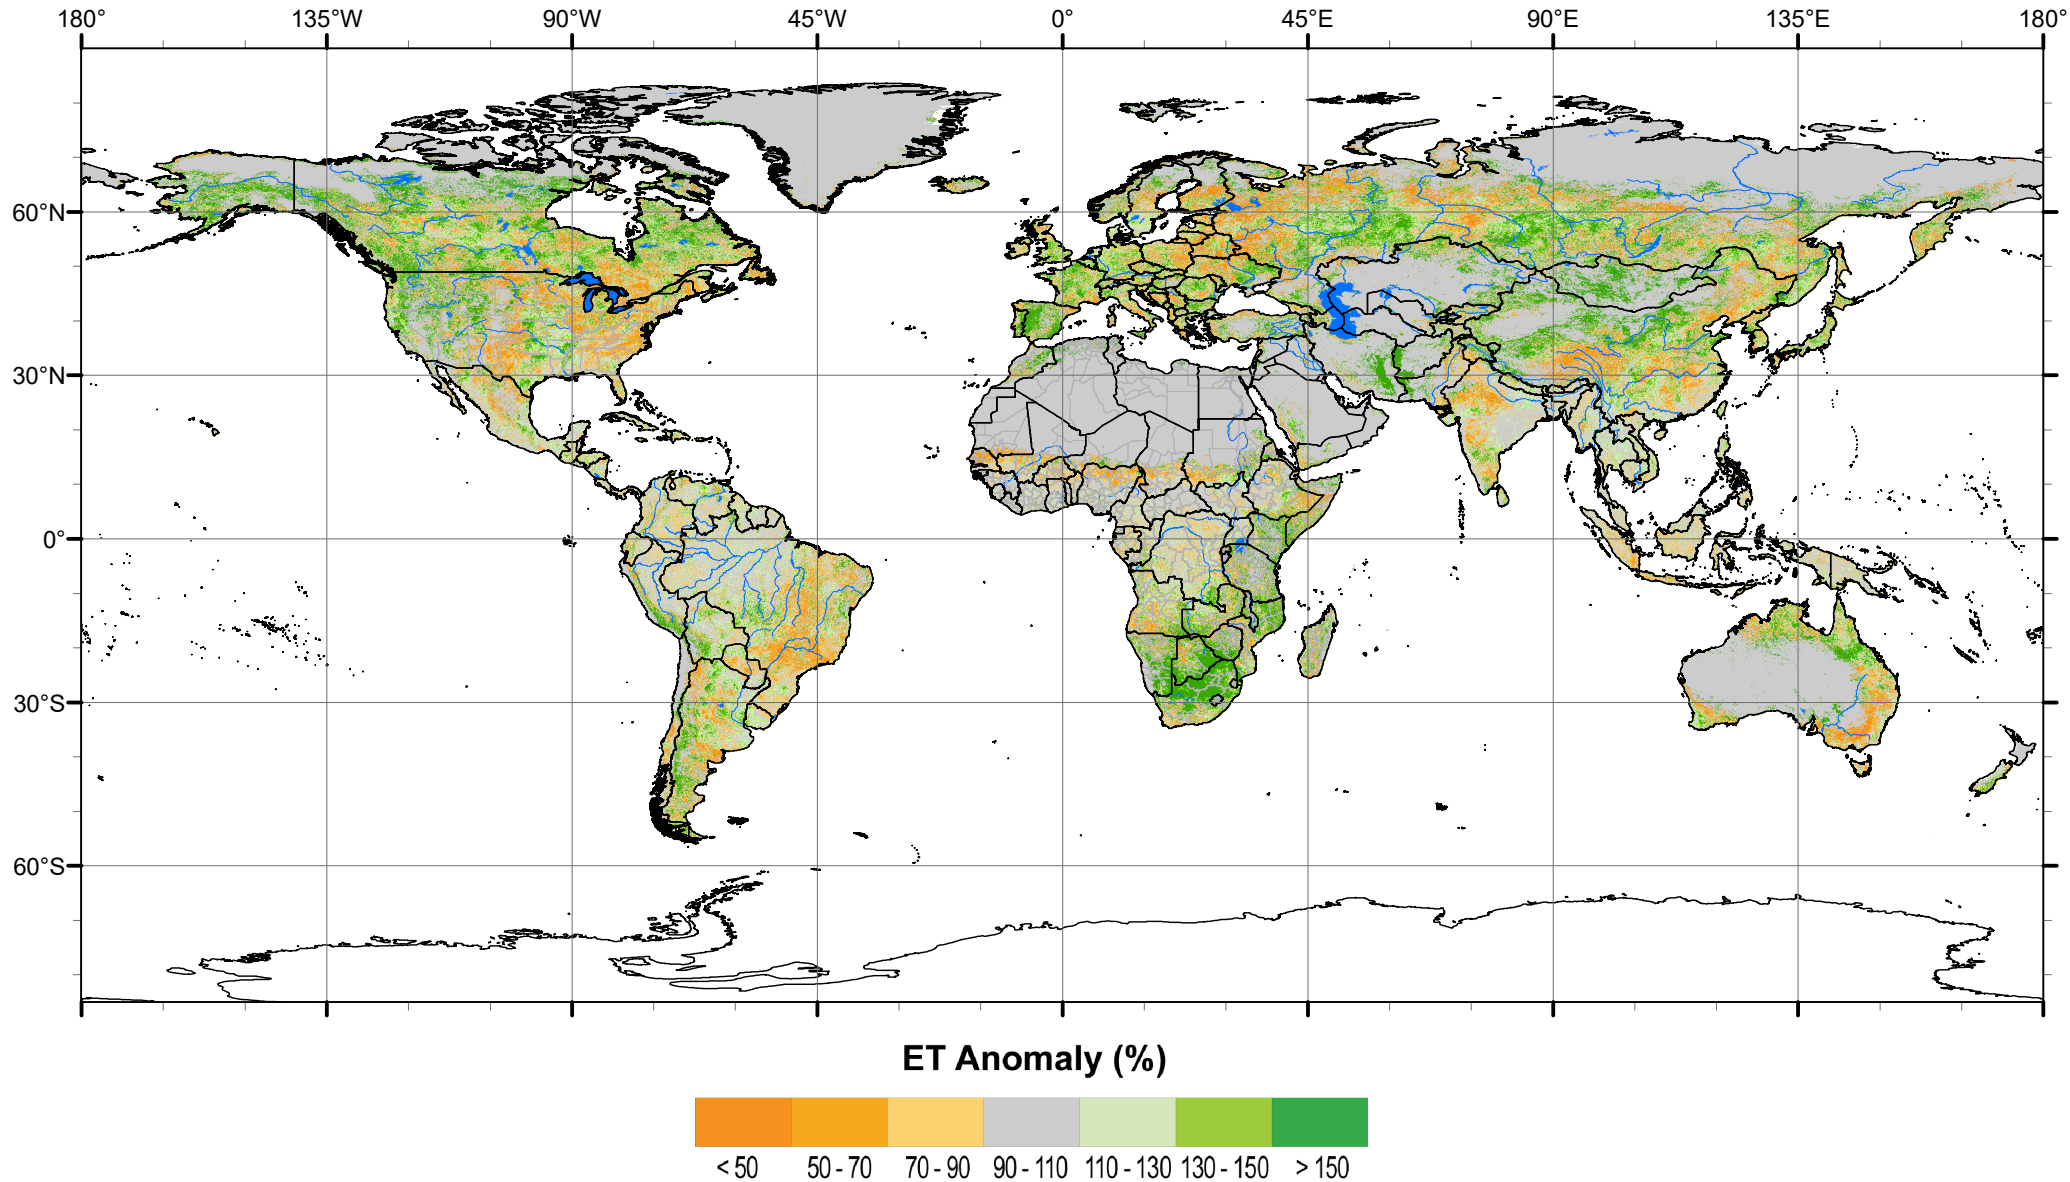 180° 135°W 90°W 45°W 0° 45°E 90°E 135°E 180°
60°N
30°N
0°
30°S
60°S
ET Anomaly (%)
< 50 50 - 70 70 - 90 90 - 110 110 - 130 130 - 150 > 150